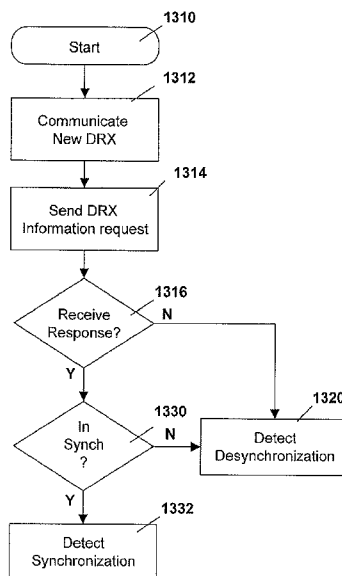 1310
Start
1312
Communicate
New DRX
1314
Send DRX
Information request
1316
Receive
Response?
N
Y
1330
In
Synch
?
N
1320
Detect
Desynchronization
Y
1332
Detect
Synchronization